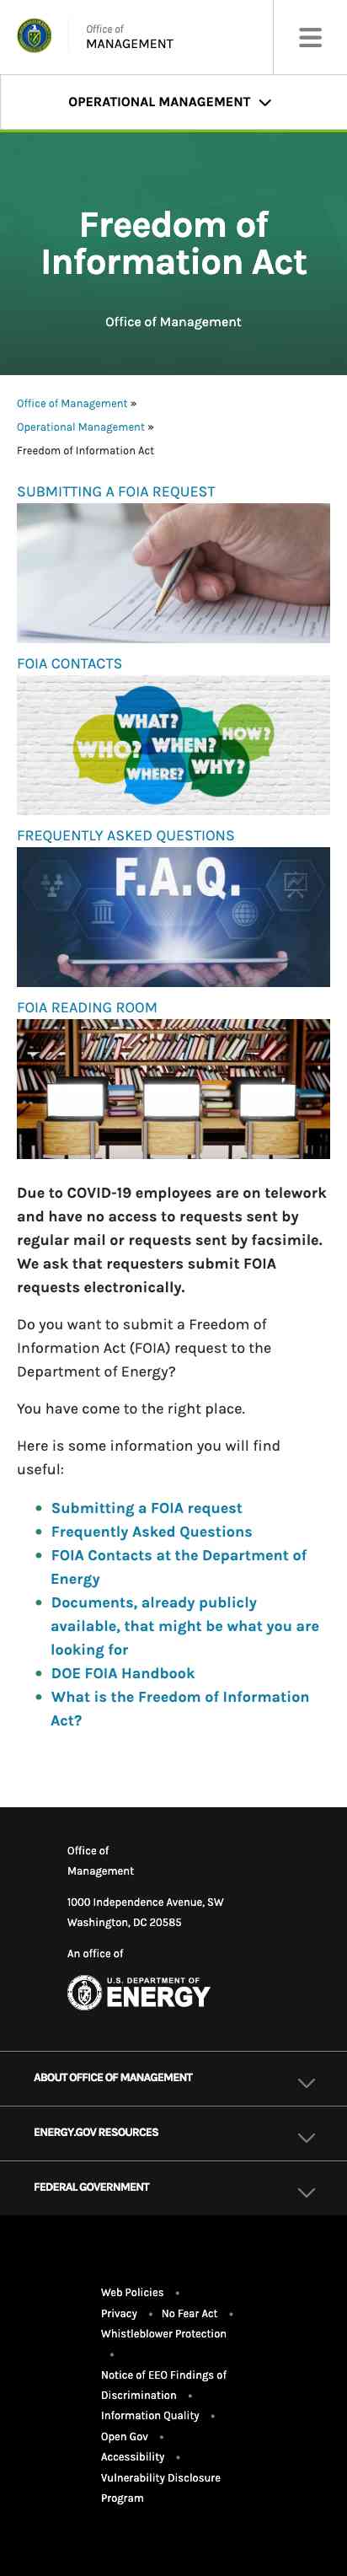 Office of
MANAGEMENT
OPERATIONAL MANAGEMENT
Freedom of
Information Act
Office of Management
Office of Management »
Operational Management »
Freedom of Information Act
SUBMITTING A FOIA REQUEST
FOIA CONTACTS
WHAT?
HOW?
WHO?
WHEN?
WHERE?
WHY?
FREQUENTLY ASKED QUESTIONS
F.A.Q.
FOIA READING ROOM
Due to COVID-19 employees are on telework
and have no access to requests sent by
regular mail or requests sent by facsimile.
We ask that requesters submit FOIA
requests electronically.
Do you want to submit a Freedom of
Information Act (FOIA) request to the
Department of Energy?
You have come to the right place.
Here is some information you will find
useful:
• Submitting a FOIA request
• Frequently Asked Questions
• FOIA Contacts at the Department of
Energy
• Documents, already publicly
available, that might be what you are
looking for
• DOE FOIA Handbook
• What is the Freedom of Information
Act?
Office of
Management
1000 Independence Avenue, SW
Washington, DC 20585
An office of
U.S. DEPARTMENT OF
ENERGY
ABOUT OFFICE OF MANAGEMENT
ENERGY.GOV RESOURCES
FEDERAL GOVERNMENT
Web Policies •
Privacy • No Fear Act •
Whistleblower Protection
•
Notice of EEO Findings of
Discrimination •
Information Quality •
Open Gov •
Accessibility •
Vulnerability Disclosure
Program